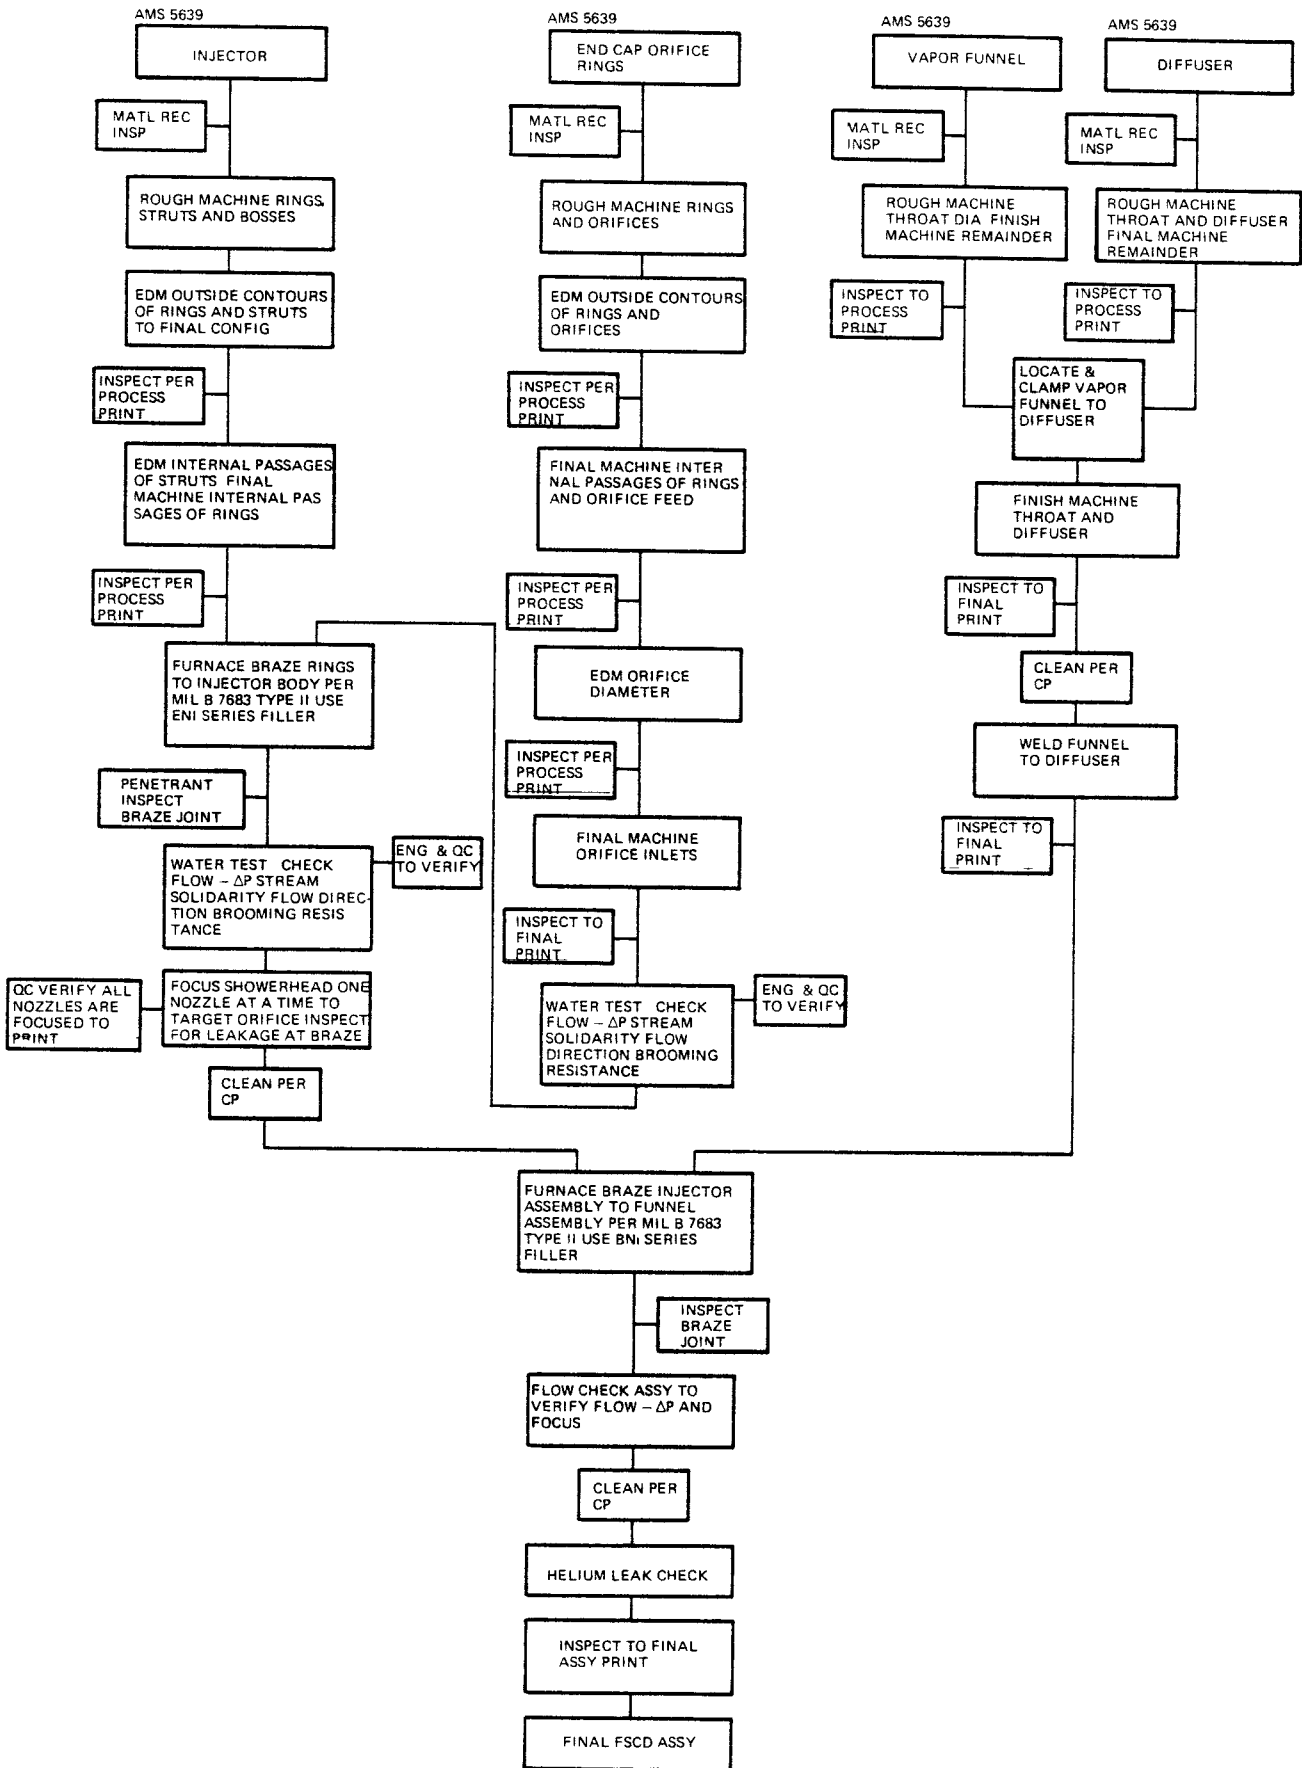 AMS 5639
INJECTOR
MATL REC
INSP
ROUGH MACHINE RINGS,
STRUTS AND BOSSES
EDM OUTSIDE CONTOURS
OF RINGS AND STRUTS
TO FINAL CONFIG
INSPECT PER
PROCESS
PRINT
EDM INTERNAL PASSAGES
OF STRUTS FINAL
MACHINE INTERNAL PAS
SAGES OF RINGS
INSPECT PER
PROCESS
PRINT
FURNACE BRAZE RINGS
TO INJECTOR BODY PER
MIL B 7683 TYPE II USE
ENI SERIES FILLER
PENETRANT
INSPECT
BRAZE JOINT
WATER TEST CHECK
FLOW – ΔP STREAM
SOLIDARITY FLOW DIREC-
TION BROOMING RESIS
TANCE
ENG & QC
TO VERIFY
QC VERIFY ALL
NOZZLES ARE
FOCUSED TO
PRINT
FOCUS SHOWERHEAD ONE
NOZZLE AT A TIME TO
TARGET ORIFICE INSPECT
FOR LEAKAGE AT BRAZE
CLEAN PER
CP
AMS 5639
END CAP ORIFICE
RINGS
MATL REC
INSP
ROUGH MACHINE RINGS
AND ORIFICES
EDM OUTSIDE CONTOURS
OF RINGS AND
ORIFICES
INSPECT PER
PROCESS
PRINT
FINAL MACHINE INTER
NAL PASSAGES OF RINGS
AND ORIFICE FEED
INSPECT PER
PROCESS
PRINT
EDM ORIFICE
DIAMETER
INSPECT PER
PROCESS
PRINT
FINAL MACHINE
ORIFICE INLETS
INSPECT TO
FINAL
PRINT
WATER TEST CHECK
FLOW – ΔP STREAM
SOLIDARITY FLOW
DIRECTION BROOMING
RESISTANCE
ENG & QC
TO VERIFY
AMS 5639
VAPOR FUNNEL
MATL REC
INSP
ROUGH MACHINE
THROAT DIA FINISH
MACHINE REMAINDER
INSPECT TO
PROCESS
PRINT
AMS 5639
DIFFUSER
MATL REC
INSP
ROUGH MACHINE
THROAT AND DIFFUSER
FINAL MACHINE
REMAINDER
INSPECT TO
PROCESS
PRINT
LOCATE &
CLAMP VAPOR
FUNNEL TO
DIFFUSER
FINISH MACHINE
THROAT AND
DIFFUSER
INSPECT TO
FINAL
PRINT
CLEAN PER
CP
WELD FUNNEL
TO DIFFUSER
INSPECT TO
FINAL
PRINT
FURNACE BRAZE INJECTOR
ASSEMBLY TO FUNNEL
ASSEMBLY PER MIL B 7683
TYPE II USE BNi SERIES
FILLER
INSPECT
BRAZE
JOINT
FLOW CHECK ASSY TO
VERIFY FLOW – ΔP AND
FOCUS
CLEAN PER
CP
HELIUM LEAK CHECK
INSPECT TO FINAL
ASSY PRINT
FINAL FSCD ASSY